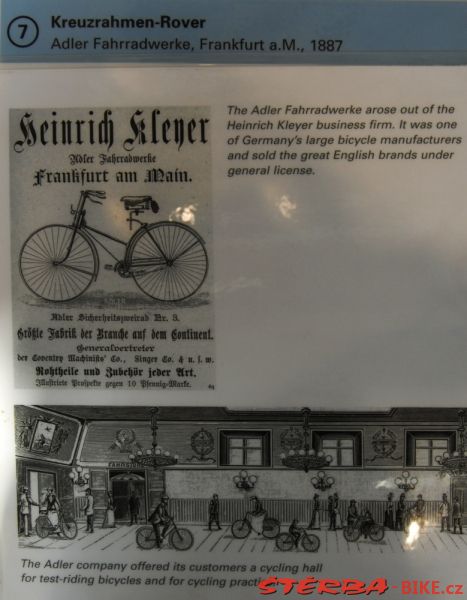 7
Kreuzrahmen-Rover
Adler Fahrradwerke, Frankfurt a.M., 1887
Heinrich Kleyer
Adler Fahrradwerke
Frankfurt am Main.
The Adler Fahrradwerke arose out of the
Heinrich Kleyer business firm. It was one
of Germany's large bicycle manufacturers
and sold the great English brands under
general license.
Adler Sicherheitszweirad Nr. 3.
Größte Fabrik der Branche auf dem Continent.
Generalvertreter
der Coventry Machinists' Co., Singer Co. & u. s. w.
Rohtheile und Zubehör jeder Art.
Illustrirte Prospekte gegen 10 Pfennig-Marke.
The Adler company offered its customers a cycling hall
for test-riding bicycles and for cycling
ŠTĚRBA-BIKE.cz